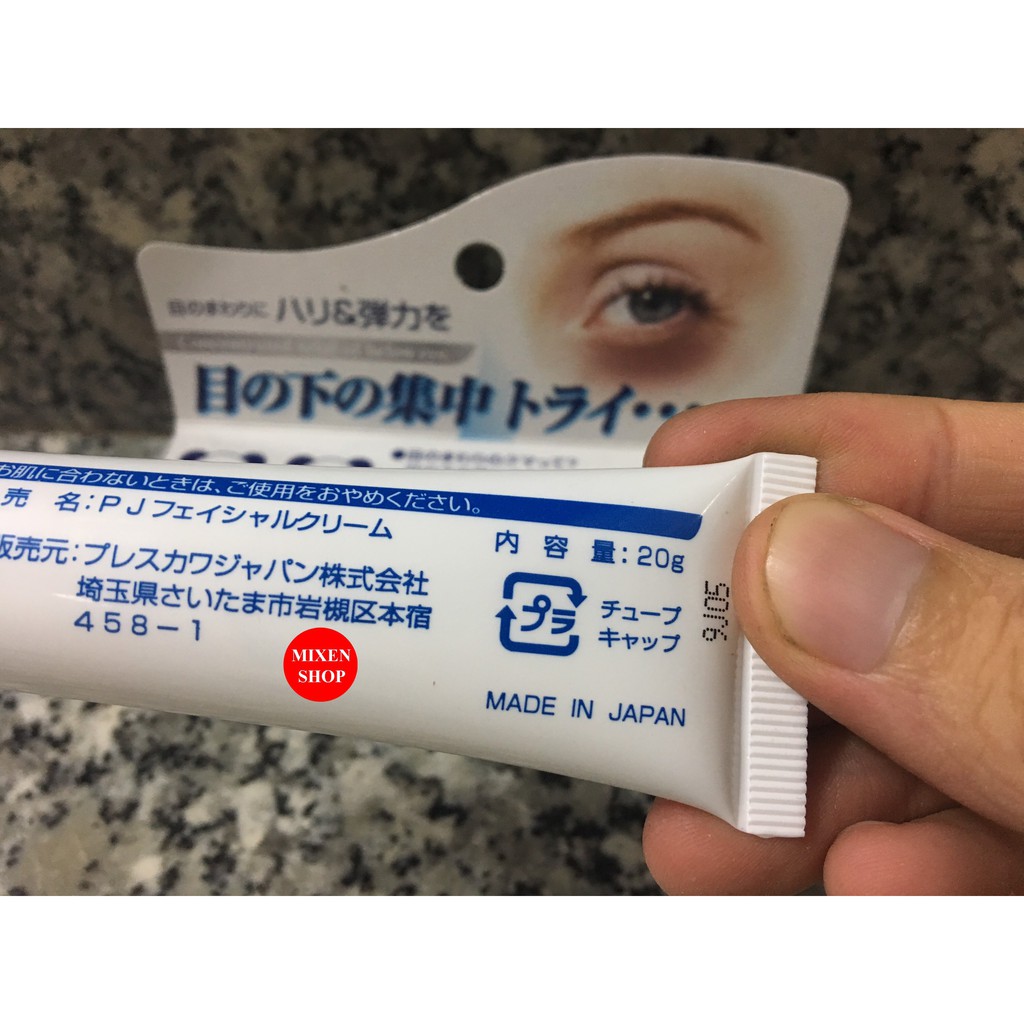 目のまわりに ハリ&弾力を
目の下の集中トライ・・・
お肌に合わないときは、ご使用をおやめください。
売 名:PJフェイシャルクリーム
販売元:プレスカワジャパン株式会社
埼玉県さいたま市岩槻区本宿
458-1
内 容 量:20g
プラ
チューブ
キャップ
MADE IN JAPAN
9V05
MIXEN
SHOP